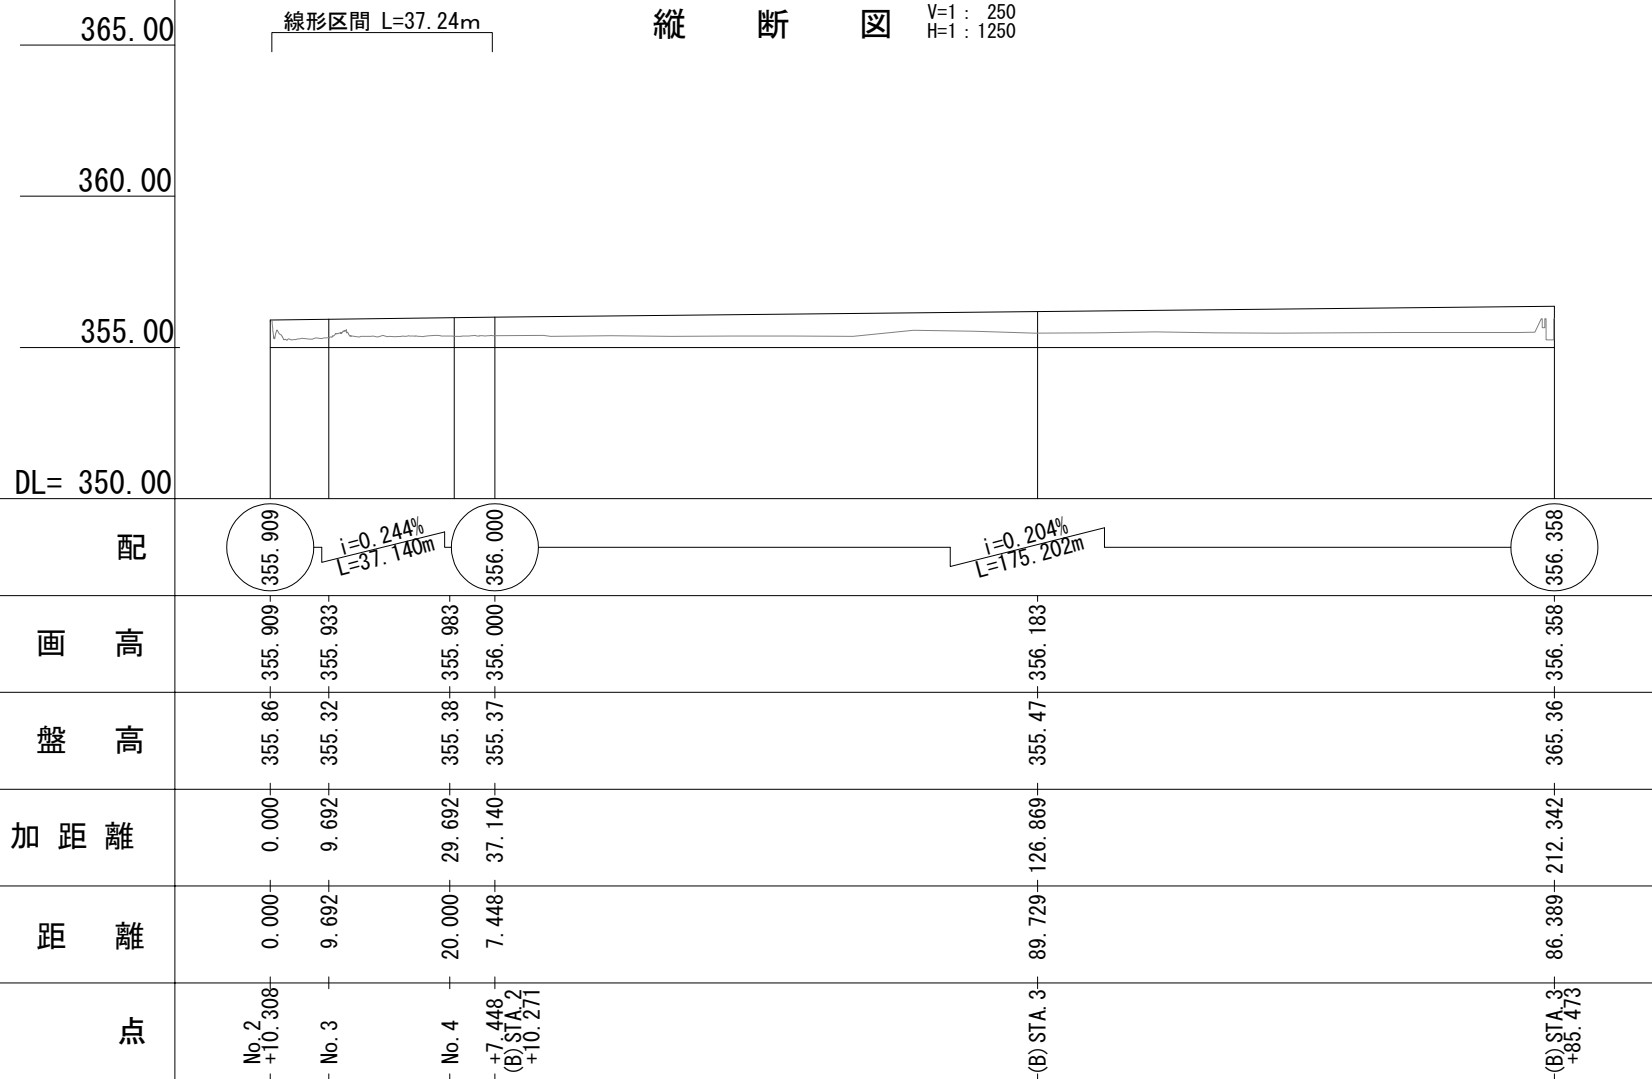 線形区間 L=37.24m
縦 断 図
V=1 : 250
H=1 : 1250
365.00
360.00
355.00
DL= 350.00
配
355.909
i=0.244%
L=37.140m
356.000
i=0.204%
L=175.202m
356.358
画 高
355.909
355.933
355.983
356.000
356.183
356.358
盤 高
355.86
355.32
355.38
355.37
355.47
365.36
加 距 離
0.000
9.692
29.692
37.140
126.869
212.342
距 離
0.000
9.692
20.000
7.448
89.729
86.389
点
No.2
+10.308
No.3
No.4
+7.448
(B)STA.2
+10.271
(B)STA.3
(B)STA.3
+85.473